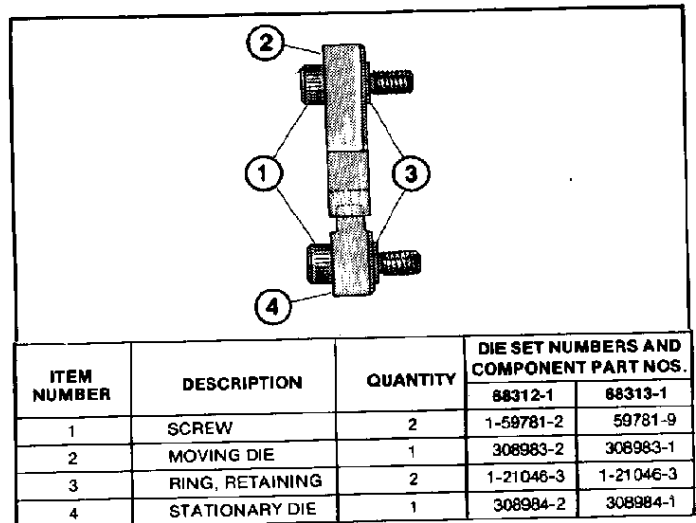 2
1
3
4
ITEM NUMBER DESCRIPTION QUANTITY DIE SET NUMBERS AND COMPONENT PART NOS.
68312-1 68313-1
1 SCREW 2 1-59781-2 59781-9
2 MOVING DIE 1 308983-2 308983-1
3 RING, RETAINING 2 1-21046-3 1-21046-3
4 STATIONARY DIE 1 308984-2 308984-1